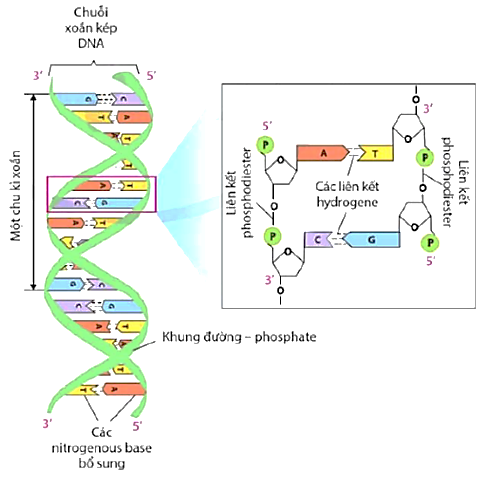 Chuỗi
xoắn kép
DNA
3’ 5’
G C
T A
A
A T
C G
A T
T
G
G C
C G
A T
A
T A
Một chu kì xoắn
3’ 5’
Khung đường – phosphate
Các
nitrogenous base
bổ sung
O
3’
5’
P O
O A T P
Liên kết
phosphodiester
O
Các liên kết
hydrogene
O
Liên kết
phosphodiester
P C G O
O P
3’ 5’
O